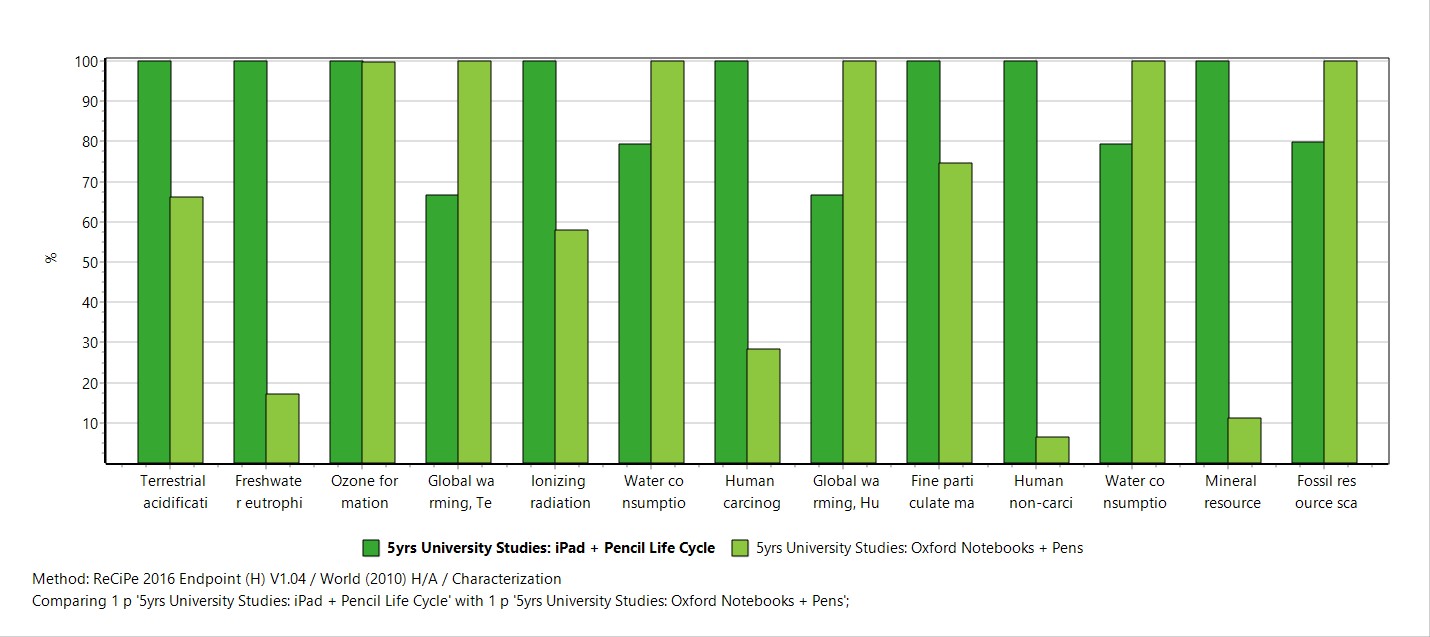 100
90
80
70
60
50
40
30
20
10
%
Terrestrial acidificati
Freshwate r eutrophi
Ozone for mation
Global wa rming, Te
Ionizing radiation
Water co nsumptio
Human carcinog
Global wa rming, Hu
Fine parti culate ma
Human non-carci
Water co nsumptio
Mineral resource
Fossil res ource sca
5yrs University Studies: iPad + Pencil Life Cycle 5yrs University Studies: Oxford Notebooks + Pens
Method: ReCiPe 2016 Endpoint (H) V1.04 / World (2010) H/A / Characterization
Comparing 1 p '5yrs University Studies: iPad + Pencil Life Cycle' with 1 p '5yrs University Studies: Oxford Notebooks + Pens';